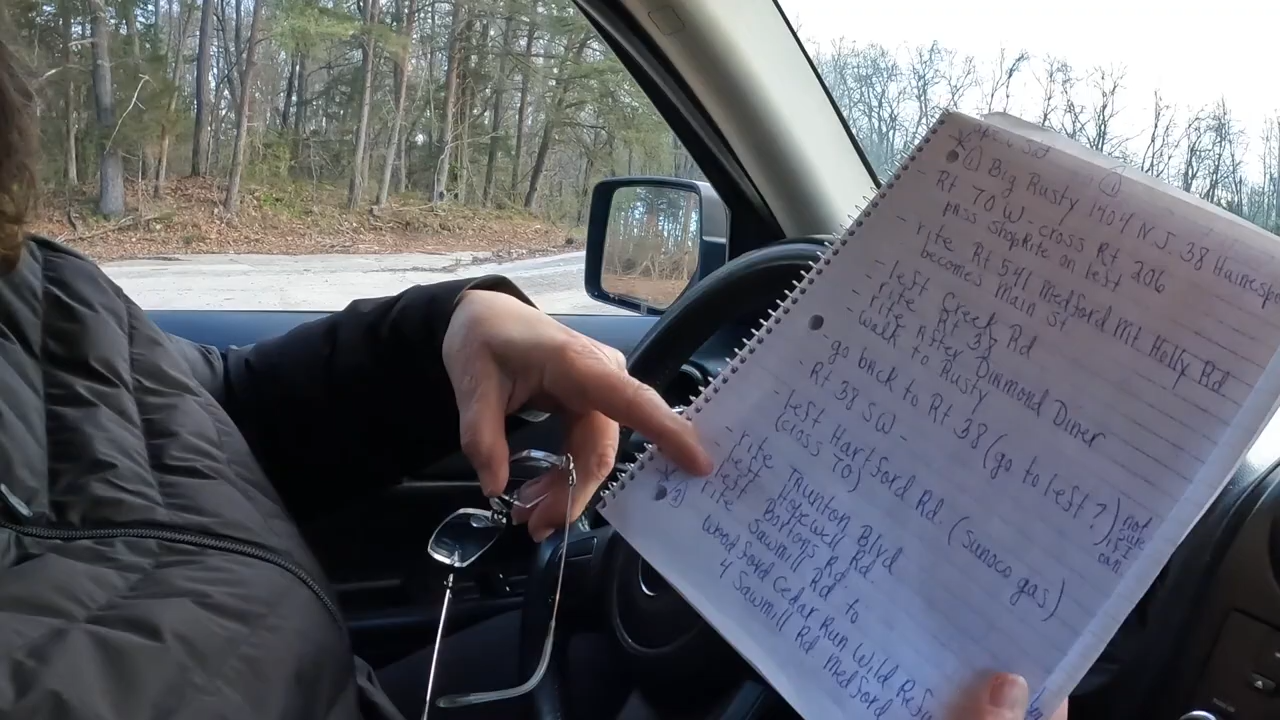 * ① Big Rusty 1404 N.J. 38 Hainesport
- Rt 70 W - cross Rt 206
pass ShopRite on left
- rite Rt 541 Medford Mt Holly Rd
becomes Main St
- left Creek Rd
- rite Rt 38
- walk After Diamond Diner
to Rusty
- go back to Rt 38 (go to left?) not sure if I can
- Rt 38 SW -
- left Hartford Rd. (Sunoco gas)
(cross 70)
- rite Taunton Blvd
left Hopewell Rd.
rite Bottoms Rd.
* ② Sawmill Rd to
Woodford Cedar Run Wild
4 Sawmill Rd Medford